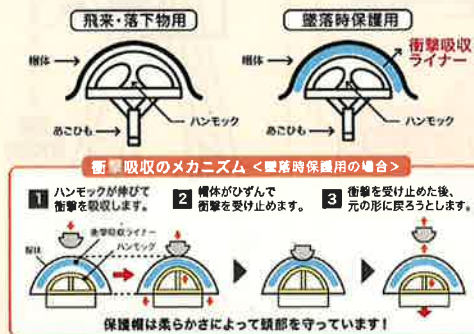 飛来・落下物用
墜落時保護用
帽体
ハンモック
あごひも
衝撃吸収
ライナー
帽体
ハンモック
あごひも
衝撃吸収のメカニズム <墜落時保護用の場合>
1 ハンモックが伸びて
衝撃を吸収します。
2 帽体がひずんで
衝撃を受け止めます。
3 衝撃を受け止めた後、
元の形に戻ろうとします。
衝撃吸収ライナー
帽体
ハンモック
保護帽は柔らかさによって頭部を守っています!